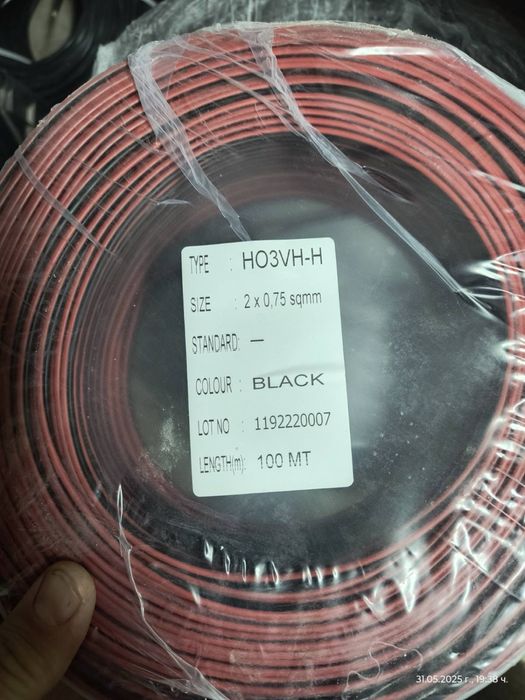 TYPE : HO3VH-H
SIZE : 2 x 0,75 sqmm
STANDARD: —
COLOUR : BLACK
LOT NO : 1192220007
LENGTH(m): 100 MT
31.05.2025 г., 19:38 ч.